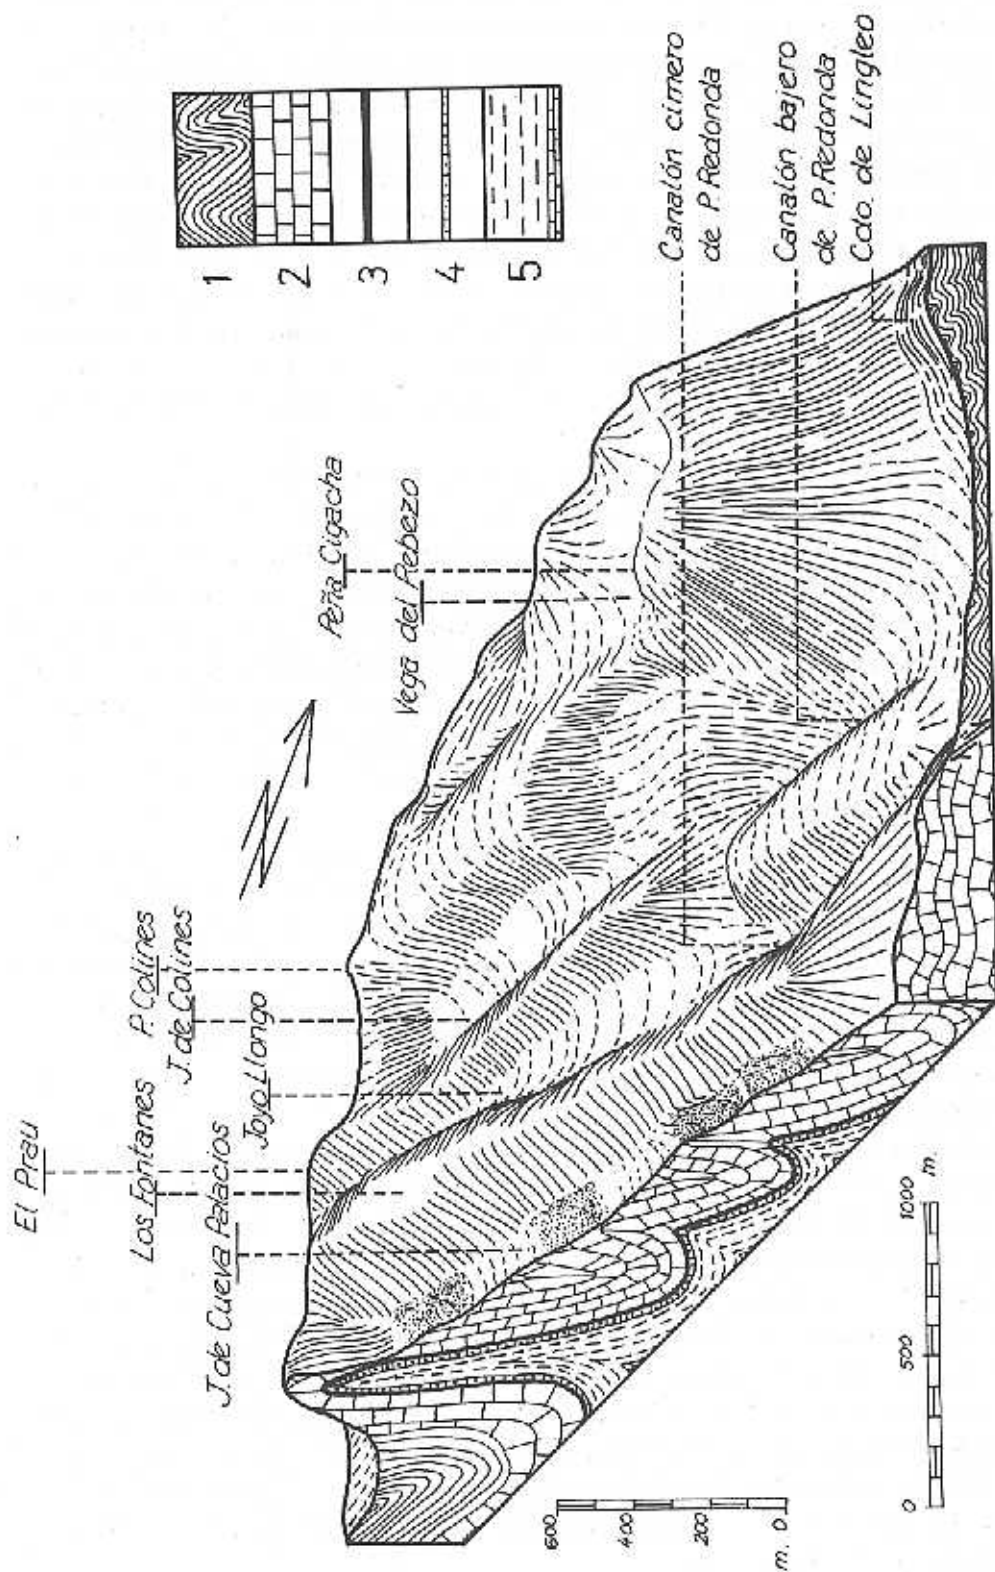 El Prau
Los Fontanes
J. de Cueva Palacios
P. Colines
J. de Colines
Joyo Llongo
Peña Cigacha
Vega del Rebezo
Canalón cimero
de P. Redonda
Canalón bajero
de P. Redonda
Cdo. de Lingleo
1
2
3
4
5
600
400
200
m. 0
0
500
1000
m.